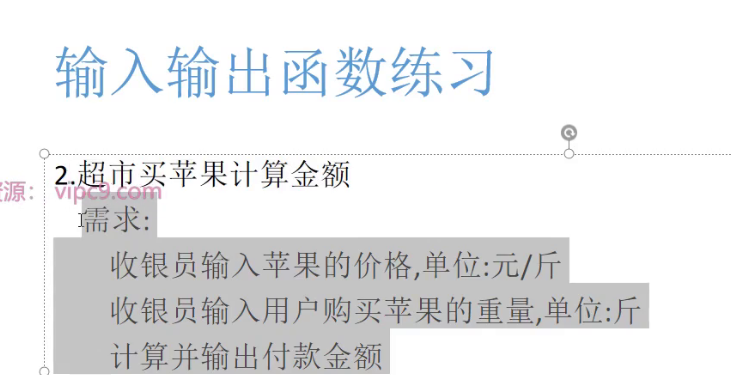 输入输出函数练习
2.超市买苹果计算金额
资源： vipc9.com
需求:
收银员输入苹果的价格,单位:元/斤
收银员输入用户购买苹果的重量,单位:斤
计算并输出付款金额